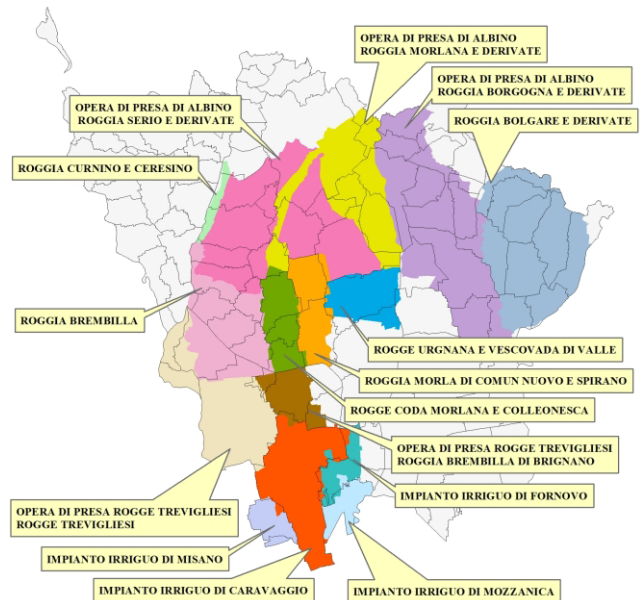 OPERA DI PRESA DI ALBINO
ROGGIA MORLANA E DERIVATE
OPERA DI PRESA DI ALBINO
ROGGIA BORGOGNA E DERIVATE
OPERA DI PRESA DI ALBINO
ROGGIA SERIO E DERIVATE
ROGGIA BOLGARE E DERIVATE
ROGGIA CURNINO E CERESINO
ROGGIA BREMBILLA
ROGGE URGNANA E VESCOVADA DI VALLE
ROGGIA MORLA DI COMUN NUOVO E SPIRANO
ROGGE CODA MORLANA E COLLEONESCA
OPERA DI PRESA ROGGE TREVIGLIESI
ROGGIA BREMBILLA DI BRIGNANO
IMPIANTO IRRIGUO DI FORNOVO
OPERA DI PRESA ROGGE TREVIGLIESI
ROGGE TREVIGLIESI
IMPIANTO IRRIGUO DI MISANO
IMPIANTO IRRIGUO DI CARAVAGGIO
IMPIANTO IRRIGUO DI MOZZANICA